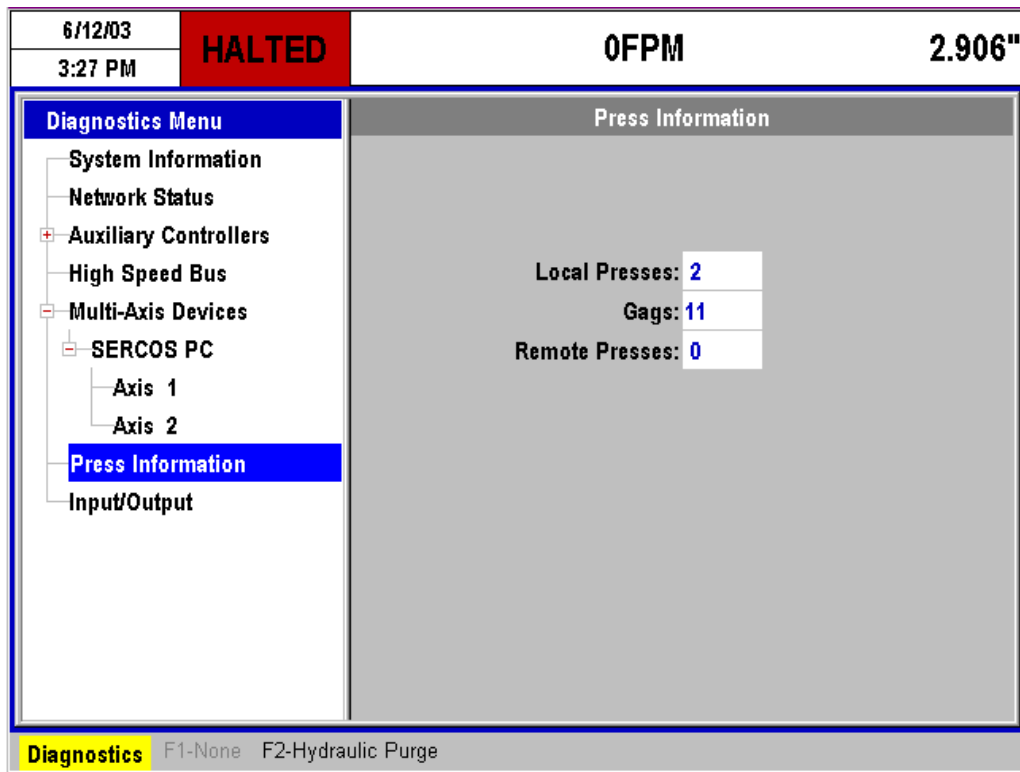 6/12/03
3:27 PM
HALTED
0FPM
2.906"
Diagnostics Menu
System Information
Network Status
Auxiliary Controllers
High Speed Bus
Multi-Axis Devices
SERCOS PC
Axis 1
Axis 2
Press Information
Input/Output
Press Information
Local Presses: 2
Gags: 11
Remote Presses: 0
Diagnostics F1-None F2-Hydraulic Purge